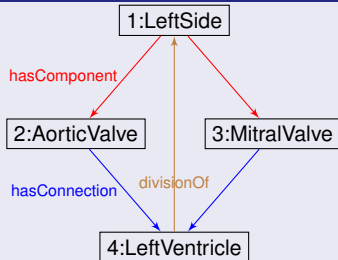 1:LeftSide
hasComponent
2:AorticValve
3:MitralValve
hasConnection
divisionOf
4:LeftVentricle